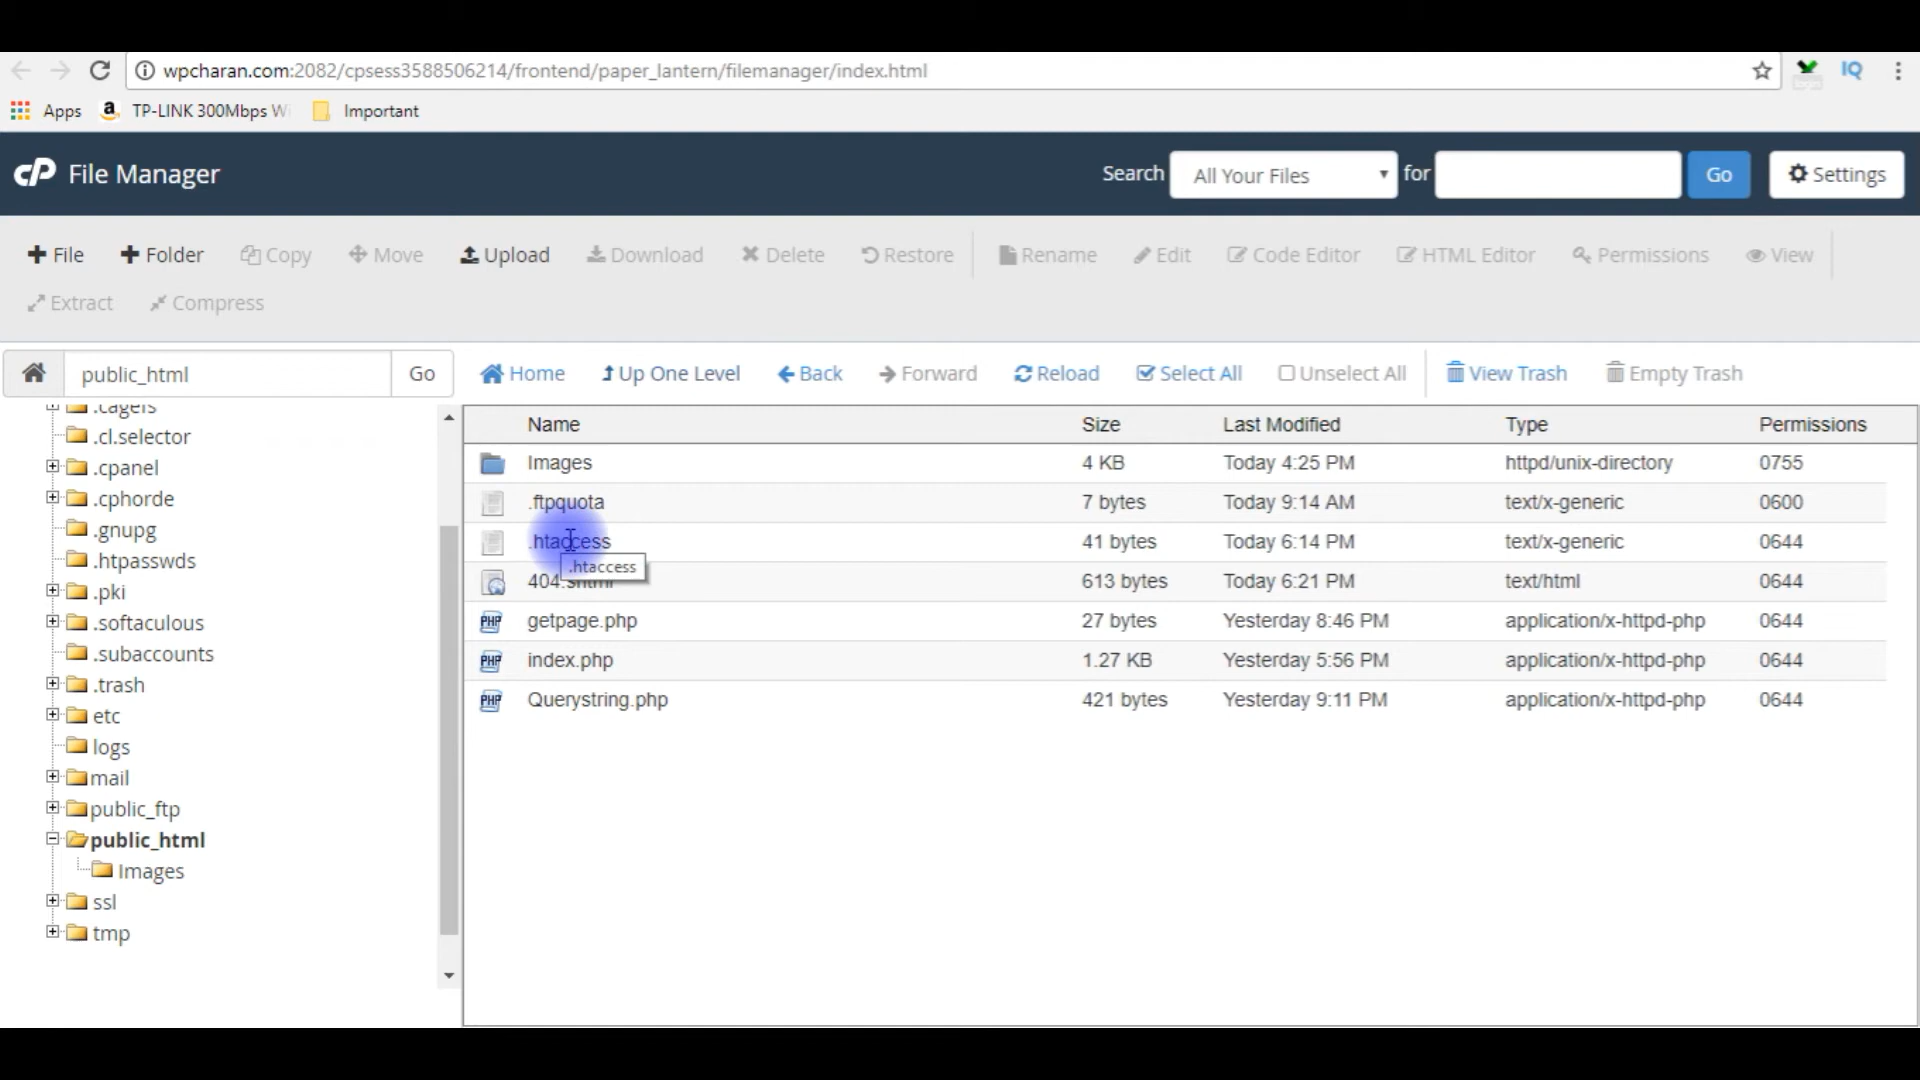 wpcharan.com:2082/cpsess3588506214/frontend/paper_lantern/filemanager/index.html
IQ
Apps
a TP-LINK 300Mbps W
Important
cP File Manager
Search All Your Files for Go Settings
File Folder Copy Move Upload Download Delete Restore Rename Edit Code Editor HTML Editor Permissions View
Extract Compress
public_html Go Home Up One Level Back Forward Reload Select All Unselect All View Trash Empty Trash
.cagefs
.cl.selector
.cpanel
.cphorde
.gnupg
.htpasswds
.pki
.softaculous
.subaccounts
.trash
etc
logs
mail
public_ftp
public_html
Images
ssl
tmp
Name Size Last Modified Type Permissions
Images 4 KB Today 4:25 PM httpd/unix-directory 0755
.ftpquota 7 bytes Today 9:14 AM text/x-generic 0600
.htaccess 41 bytes Today 6:14 PM text/x-generic 0644
.htaccess
404.shtml 613 bytes Today 6:21 PM text/html 0644
PHP getpage.php 27 bytes Yesterday 8:46 PM application/x-httpd-php 0644
PHP index.php 1.27 KB Yesterday 5:56 PM application/x-httpd-php 0644
PHP Querystring.php 421 bytes Yesterday 9:11 PM application/x-httpd-php 0644